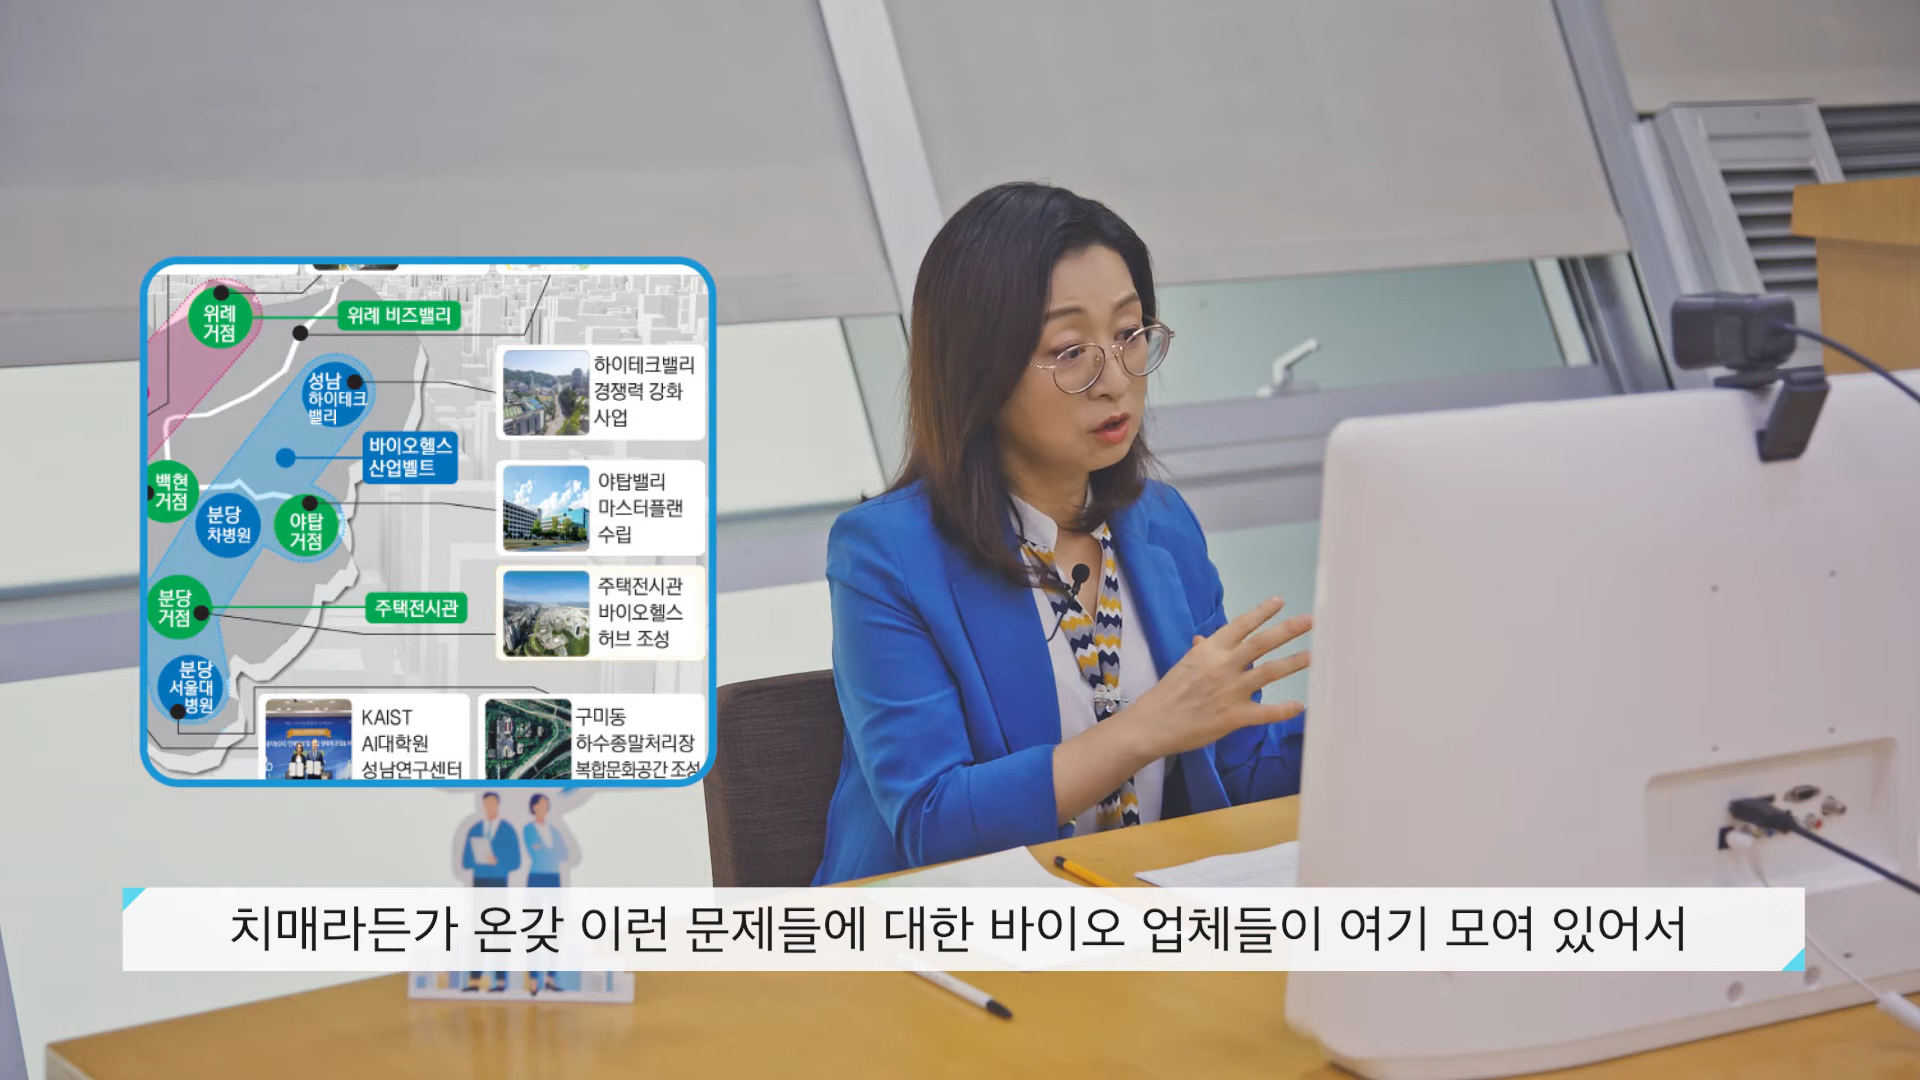 위례
거점
위례 비즈밸리
성남
하이테크
밸리
하이테크밸리
경쟁력 강화
사업
바이오헬스
산업벨트
백현
거점
분당
차병원
야탑
거점
야탑밸리
마스터플랜
수립
분당
거점
주택전시관
주택전시관
바이오헬스
허브 조성
분당
서울대
병원
KAIST
AI대학원
성남연구센터
구미동
하수종말처리장
복합문화공간 조성
치매라든가 온갖 이런 문제들에 대한 바이오 업체들이 여기 모여 있어서